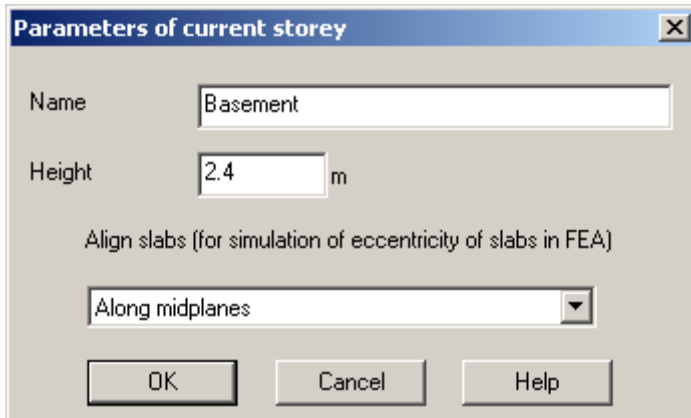 Parameters of current storey
Name Basement
Height 2.4 m
Align slabs (for simulation of eccentricity of slabs in FEA)
Along midplanes
OK Cancel Help